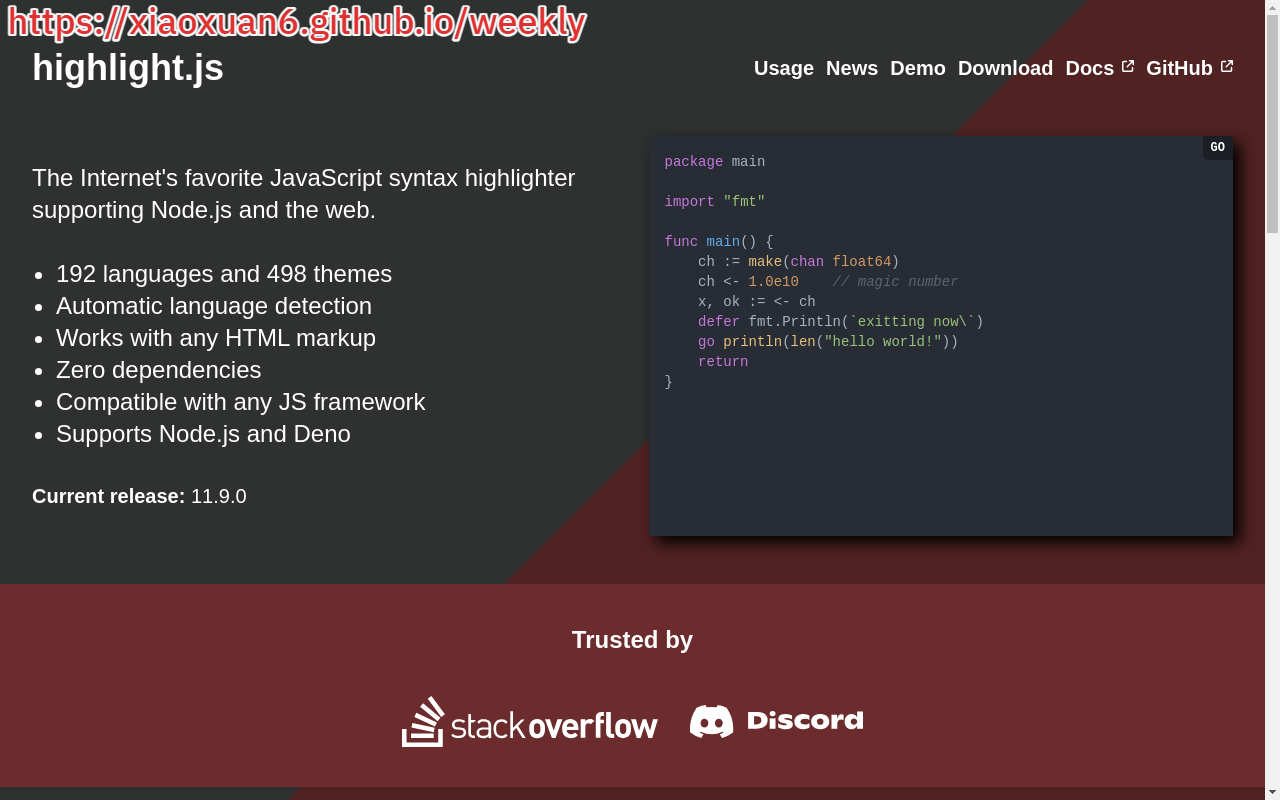 https://xiaoxuan6.github.io/weekly
highlight.js
Usage News Demo Download Docs GitHub
The Internet's favorite JavaScript syntax highlighter
supporting Node.js and the web.
• 192 languages and 498 themes
• Automatic language detection
• Works with any HTML markup
• Zero dependencies
• Compatible with any JS framework
• Supports Node.js and Deno
Current release: 11.9.0
GO
package main
import "fmt"
func main() {
    ch := make(chan float64)
    ch <- 1.0e10    // magic number
    x, ok := <- ch
    defer fmt.Println(`exitting now\`)
    go println(len("hello world!"))
    return
}
Trusted by
stackoverflow
Discord